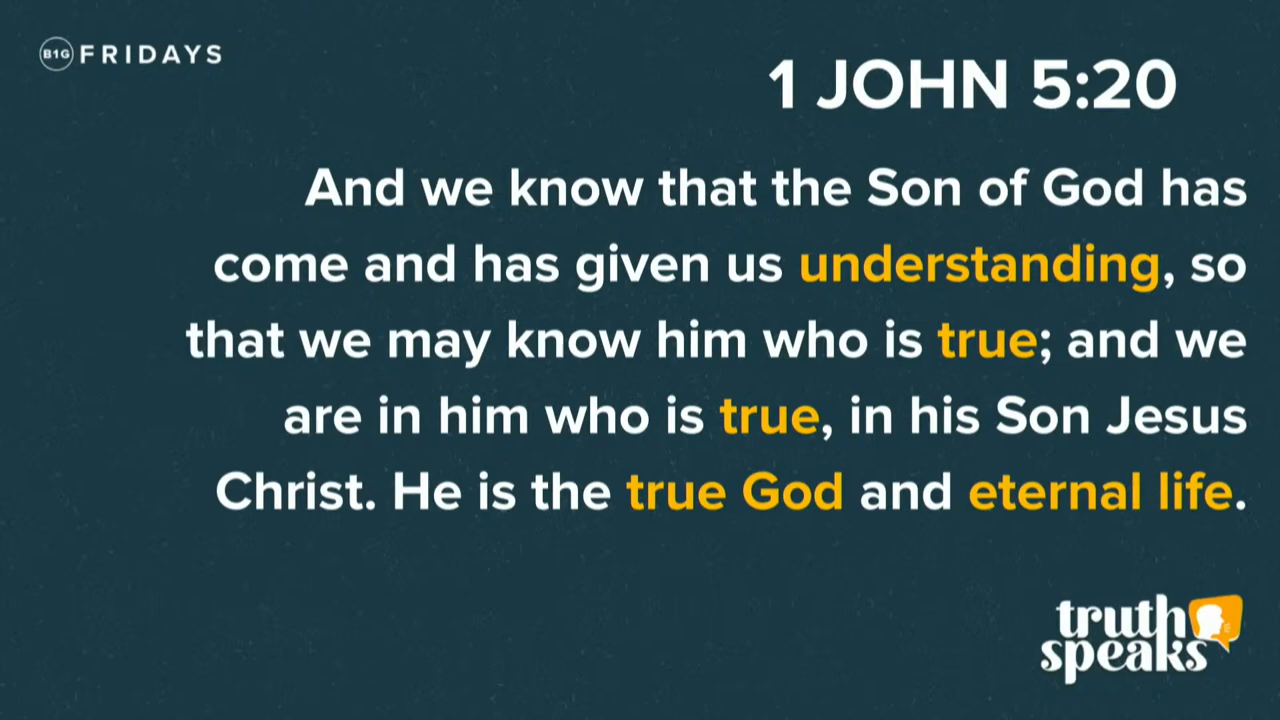 B1G FRIDAYS
1 JOHN 5:20
And we know that the Son of God has
come and has given us understanding, so
that we may know him who is true; and we
are in him who is true, in his Son Jesus
Christ. He is the true God and eternal life.
truth
speaks